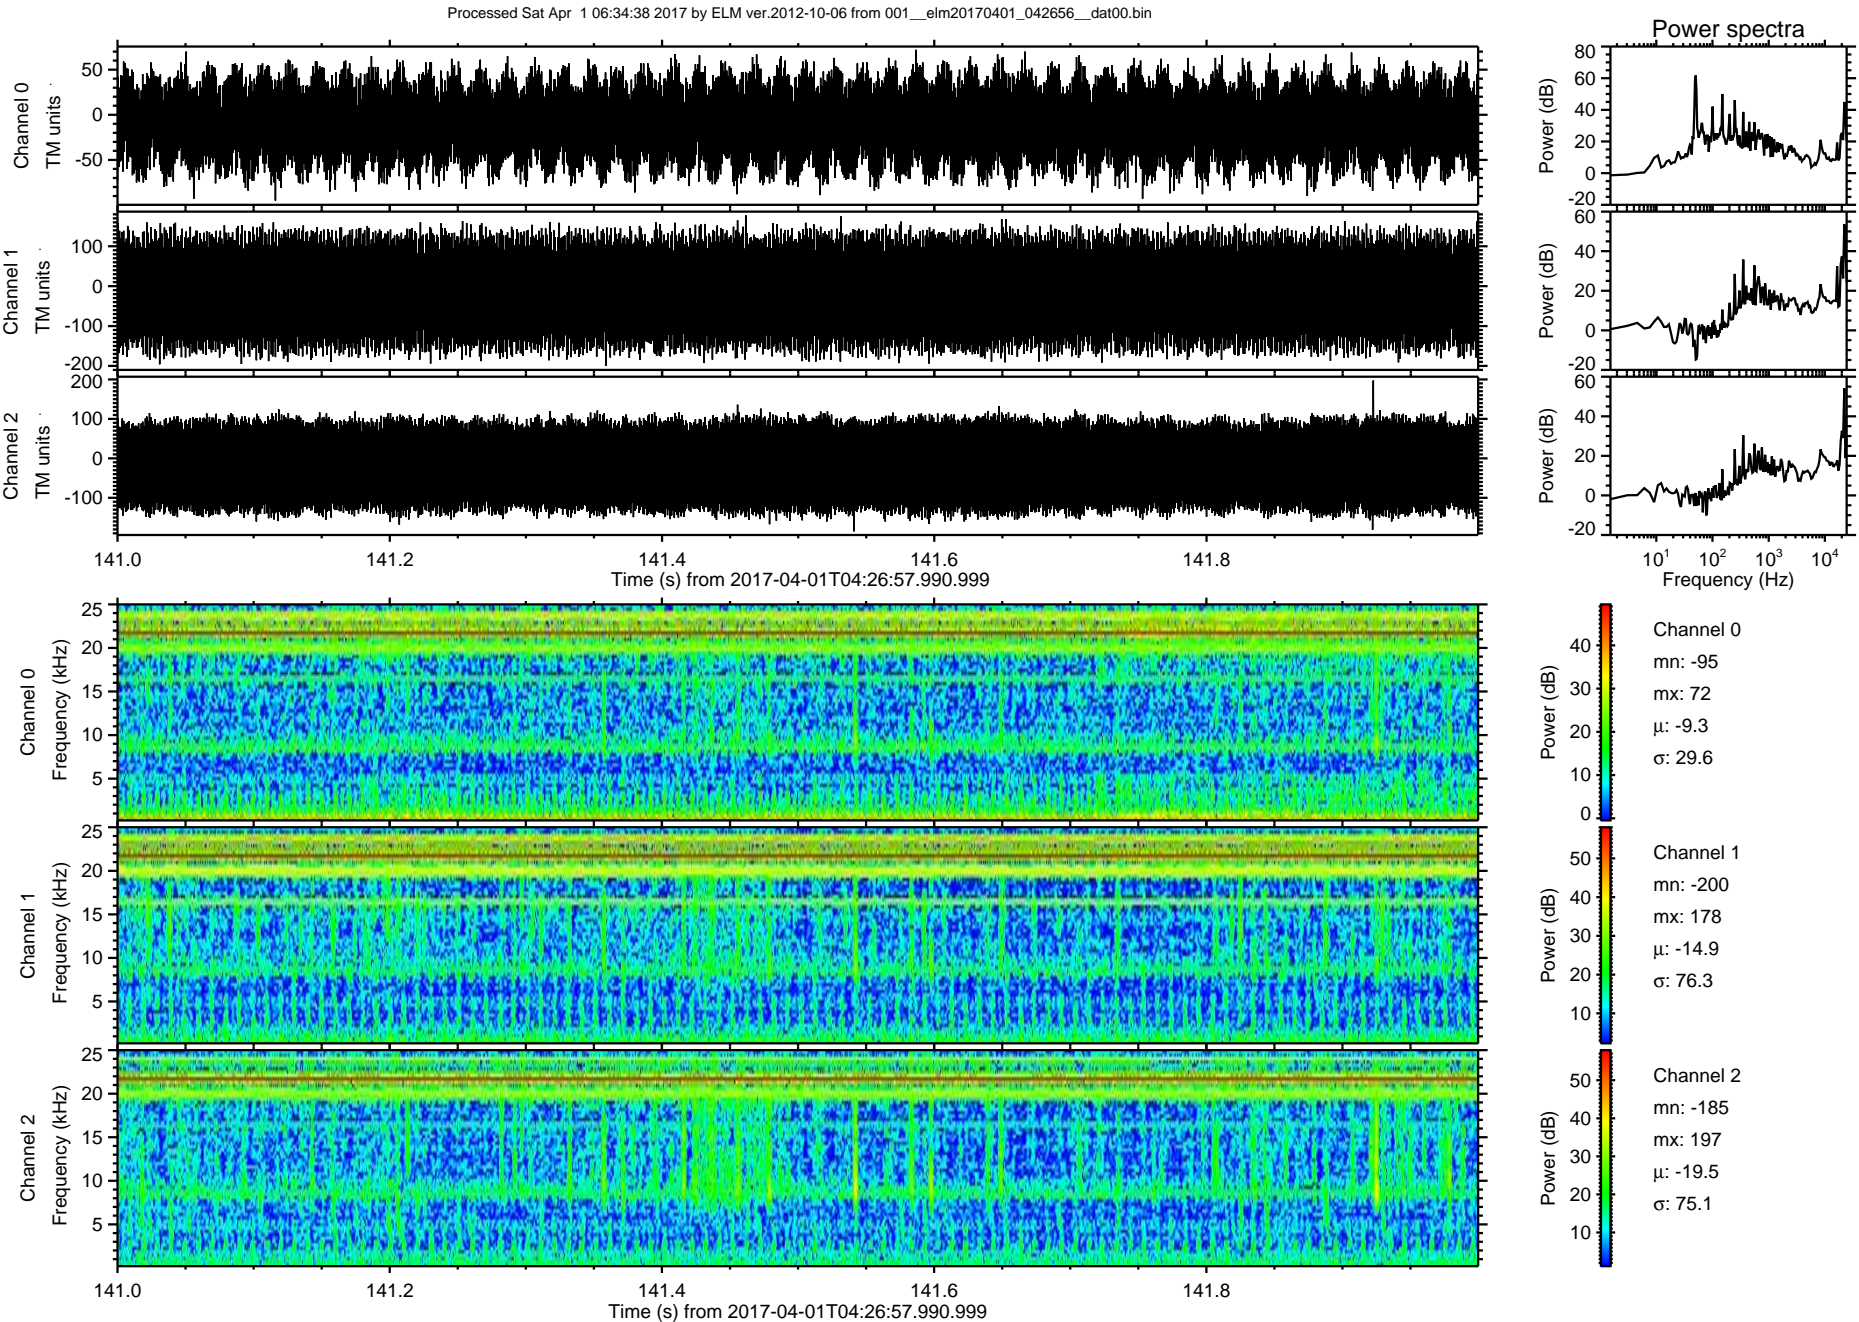 Processed Sat Apr  1 06:34:38 2017 by ELM ver.2012-10-06 from 001__elm20170401_042656__dat00.bin
Power spectra
Channel 0
TM units
50
0
-50
Power (dB)
80
60
40
20
0
-20
Channel 1
TM units
100
0
-100
-200
Power (dB)
60
40
20
0
-20
Channel 2
TM units
200
100
0
-100
Power (dB)
60
40
20
0
-20
141.0 141.2 141.4 141.6 141.8
Time (s) from 2017-04-01T04:26:57.990.999
10^1 10^2 10^3 10^4
Frequency (Hz)
Channel 0
Frequency (kHz)
25
20
15
10
5
Power (dB)
40
30
20
10
0
Channel 0
mn: -95
mx: 72
µ: -9.3
σ: 29.6
Channel 1
Frequency (kHz)
25
20
15
10
5
Power (dB)
50
40
30
20
10
Channel 1
mn: -200
mx: 178
µ: -14.9
σ: 76.3
Channel 2
Frequency (kHz)
25
20
15
10
5
Power (dB)
50
40
30
20
10
Channel 2
mn: -185
mx: 197
µ: -19.5
σ: 75.1
141.0 141.2 141.4 141.6 141.8
Time (s) from 2017-04-01T04:26:57.990.999